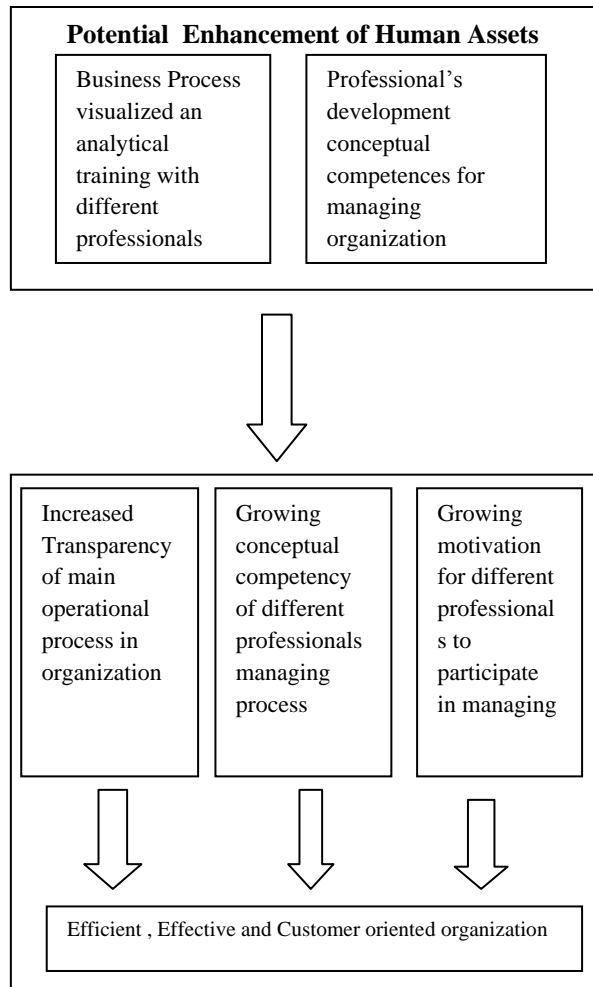 Potential Enhancement of Human Assets
Business Process
visualized an
analytical
training with
different
professionals
Professional's
development
conceptual
competences for
managing
organization
Increased
Transparency
of main
operational
process in
organization
Growing
conceptual
competency
of different
professionals
managing
process
Growing
motivation
for different
professional
s to
participate
in managing
Efficient , Effective and Customer oriented organization